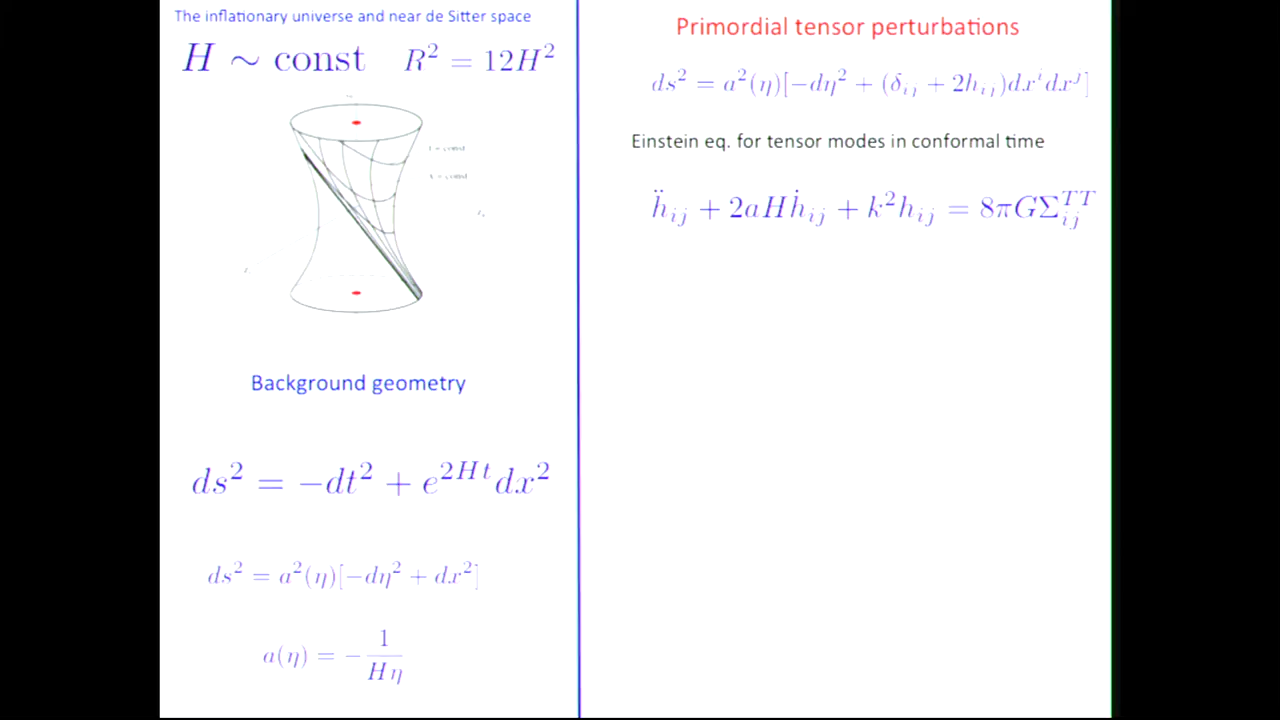 The inflationary universe and near de Sitter space
H ∼ const R² = 12H²
Background geometry
ds² = −dt² + e^{2Ht}dx²
ds² = a²(η)[−dη² + dx²]
a(η) = − 1/(Hη)
Primordial tensor perturbations
ds² = a²(η)[−dη² + (δ_{ij} + 2h_{ij})dx^i dx^j]
Einstein eq. for tensor modes in conformal time
ḧ_{ij} + 2aHḣ_{ij} + k²h_{ij} = 8πGΣ_{ij}^{TT}